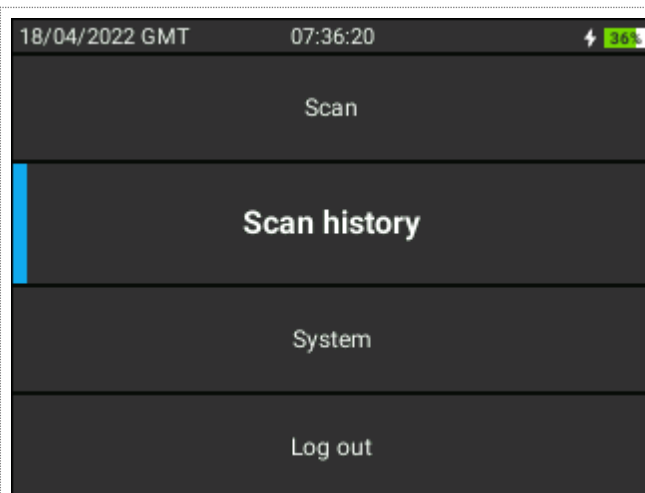 18/04/2022 GMT 07:36:20 36%
Scan
Scan history
System
Log out